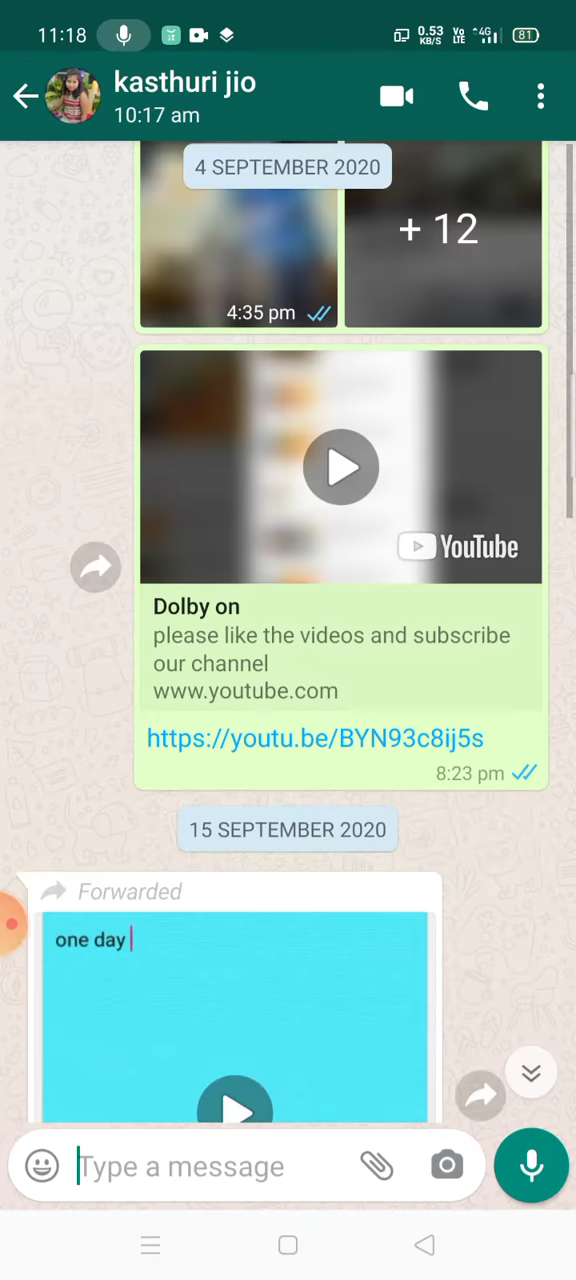 11:18
0.53 KB/S
Vo LTE
4G
81
kasthuri jio
10:17 am
4 SEPTEMBER 2020
+ 12
4:35 pm
YouTube
Dolby on
please like the videos and subscribe
our channel
www.youtube.com
https://youtu.be/BYN93c8ij5s
8:23 pm
15 SEPTEMBER 2020
Forwarded
one day
Type a message